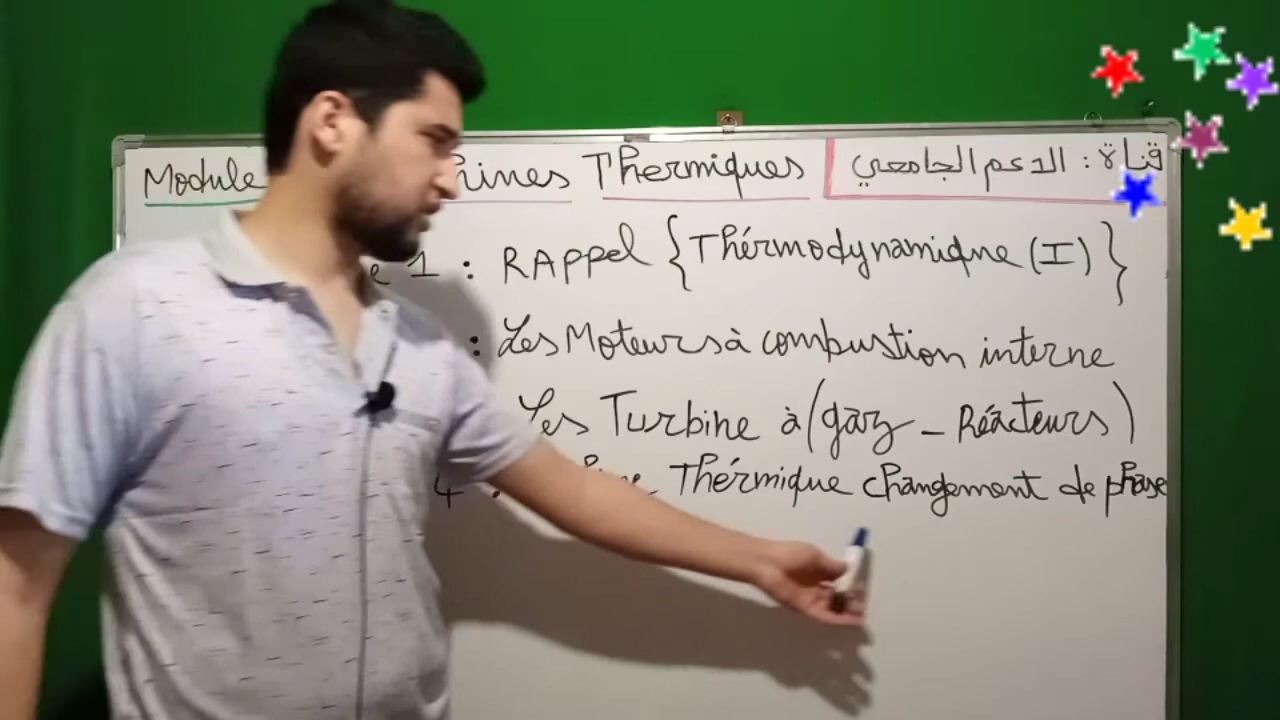 Module hines Thermiques قناة : الدعم الجامعي
e 1 : RAppel {Thérmodynamique (I)}
: Les Moteurs à combustion interne
Les Turbine à (gaz - Réacteurs)
4 : Thérmique changement de phase